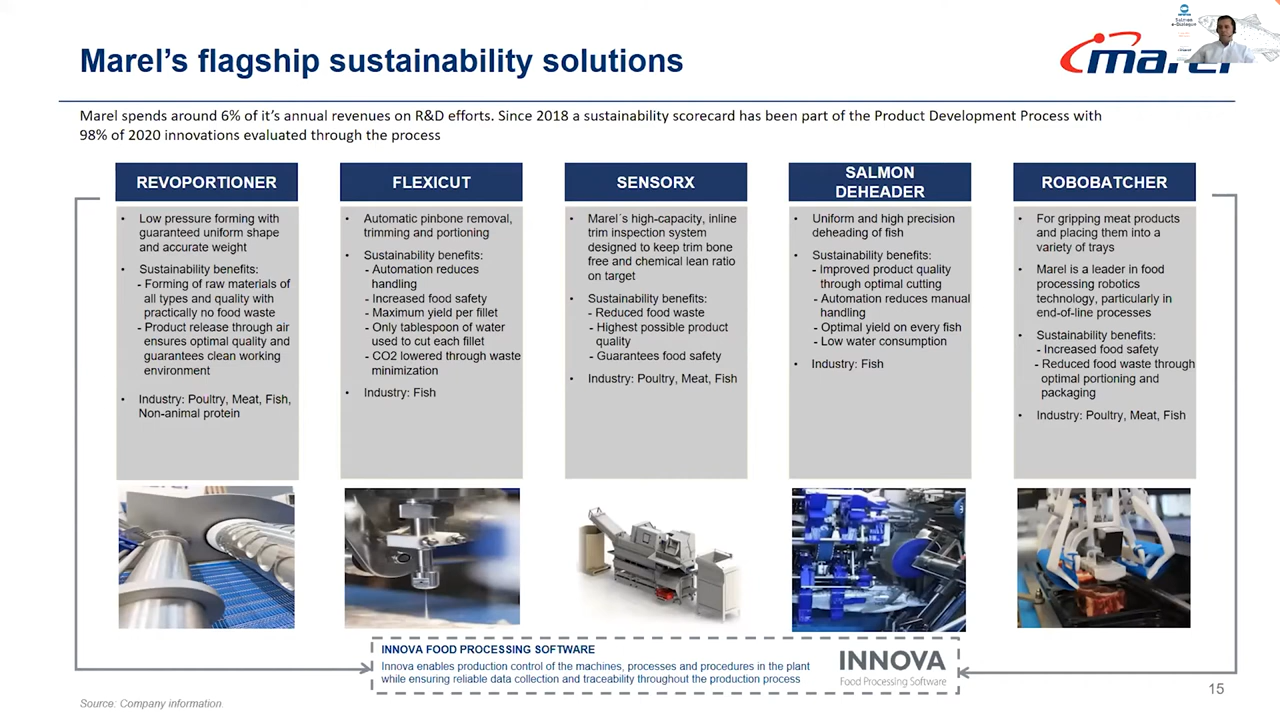 Marel's flagship sustainability solutions
marel
Salmon
e-Dialogue
Marel spends around 6% of it's annual revenues on R&D efforts. Since 2018 a sustainability scorecard has been part of the Product Development Process with
98% of 2020 innovations evaluated through the process
REVOPORTIONER
• Low pressure forming with
guaranteed uniform shape
and accurate weight
• Sustainability benefits:
- Forming of raw materials of
all types and quality with
practically no food waste
- Product release through air
ensures optimal quality and
guarantees clean working
environment
• Industry: Poultry, Meat, Fish,
Non-animal protein
FLEXICUT
• Automatic pinbone removal,
trimming and portioning
• Sustainability benefits:
- Automation reduces
handling
- Increased food safety
- Maximum yield per fillet
- Only tablespoon of water
used to cut each fillet
- CO2 lowered through waste
minimization
• Industry: Fish
SENSORX
• Marel´s high-capacity, inline
trim inspection system
designed to keep trim bone
free and chemical lean ratio
on target
• Sustainability benefits:
- Reduced food waste
- Highest possible product
quality
- Guarantees food safety
• Industry: Poultry, Meat, Fish
SALMON
DEHEADER
• Uniform and high precision
deheading of fish
• Sustainability benefits:
- Improved product quality
through optimal cutting
- Automation reduces manual
handling
- Optimal yield on every fish
- Low water consumption
• Industry: Fish
ROBOBATCHER
• For gripping meat products
and placing them into a
variety of trays
• Marel is a leader in food
processing robotics
technology, particularly in
end-of-line processes
• Sustainability benefits:
- Increased food safety
- Reduced food waste through
optimal portioning and
packaging
• Industry: Poultry, Meat, Fish
3
INNOVA FOOD PROCESSING SOFTWARE
Innova enables production control of the machines, processes and procedures in the plant
while ensuring reliable data collection and traceability throughout the production process
INNOVA
Food Processing Software
Source: Company information
15